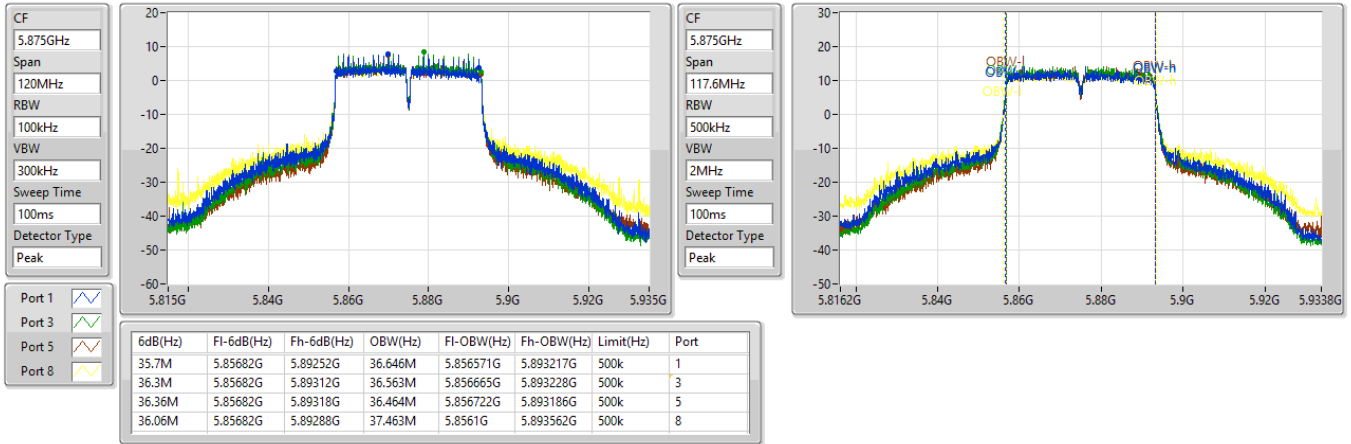 CF
5.875GHz
Span
120MHz
RBW
100kHz
VBW
300kHz
Sweep Time
100ms
Detector Type
Peak
20-
10-
0-
-10-
-20-
-30-
-40-
-50-
-60-
5.815G 5.84G 5.86G 5.88G 5.9G 5.92G 5.935G
CF
5.875GHz
Span
117.6MHz
RBW
500kHz
VBW
2MHz
Sweep Time
100ms
Detector Type
Peak
30-
20-
10-
0-
-10-
-20-
-30-
-40-
-50-
OBW-l OBW-h
OBW-l
5.8162G 5.84G 5.86G 5.88G 5.9G 5.92G 5.9338G
Port 1
Port 3
Port 5
Port 8
6dB(Hz) Fl-6dB(Hz) Fh-6dB(Hz) OBW(Hz) Fl-OBW(Hz) Fh-OBW(Hz) Limit(Hz) Port
35.7M 5.85682G 5.89252G 36.646M 5.856571G 5.893217G 500k 1
36.3M 5.85682G 5.89312G 36.563M 5.856665G 5.893228G 500k 3
36.36M 5.85682G 5.89318G 36.464M 5.856722G 5.893186G 500k 5
36.06M 5.85682G 5.89288G 37.463M 5.8561G 5.893562G 500k 8